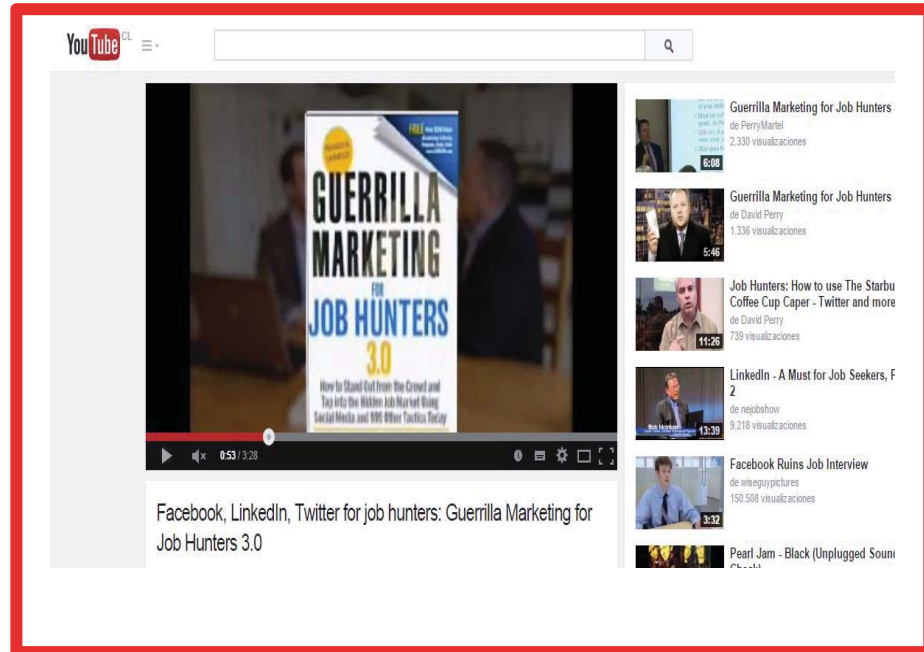 YouTube CL
FREE
GUERRILLA
MARKETING
FOR
JOB HUNTERS
3.0
How to Stand Out from the Crowd and
Tap into the Hidden Job Market Using
Social Media and 999 Other Tactics Today
0:53 / 3:28
Facebook, LinkedIn, Twitter for job hunters: Guerrilla Marketing for
Job Hunters 3.0
6:08
Guerrilla Marketing for Job Hunters
de PerryMartel
2.330 visualizaciones
5:46
Guerrilla Marketing for Job Hunters
de David Perry
1.336 visualizaciones
11:26
Job Hunters: How to use The Starbu
Coffee Cup Caper - Twitter and more
de David Perry
739 visualizaciones
13:39
LinkedIn - A Must for Job Seekers, P
2
de nejobshow
9.218 visualizaciones
3:32
Facebook Ruins Job Interview
de wiseguypictures
150.508 visualizaciones
Pearl Jam - Black (Unplugged Soun